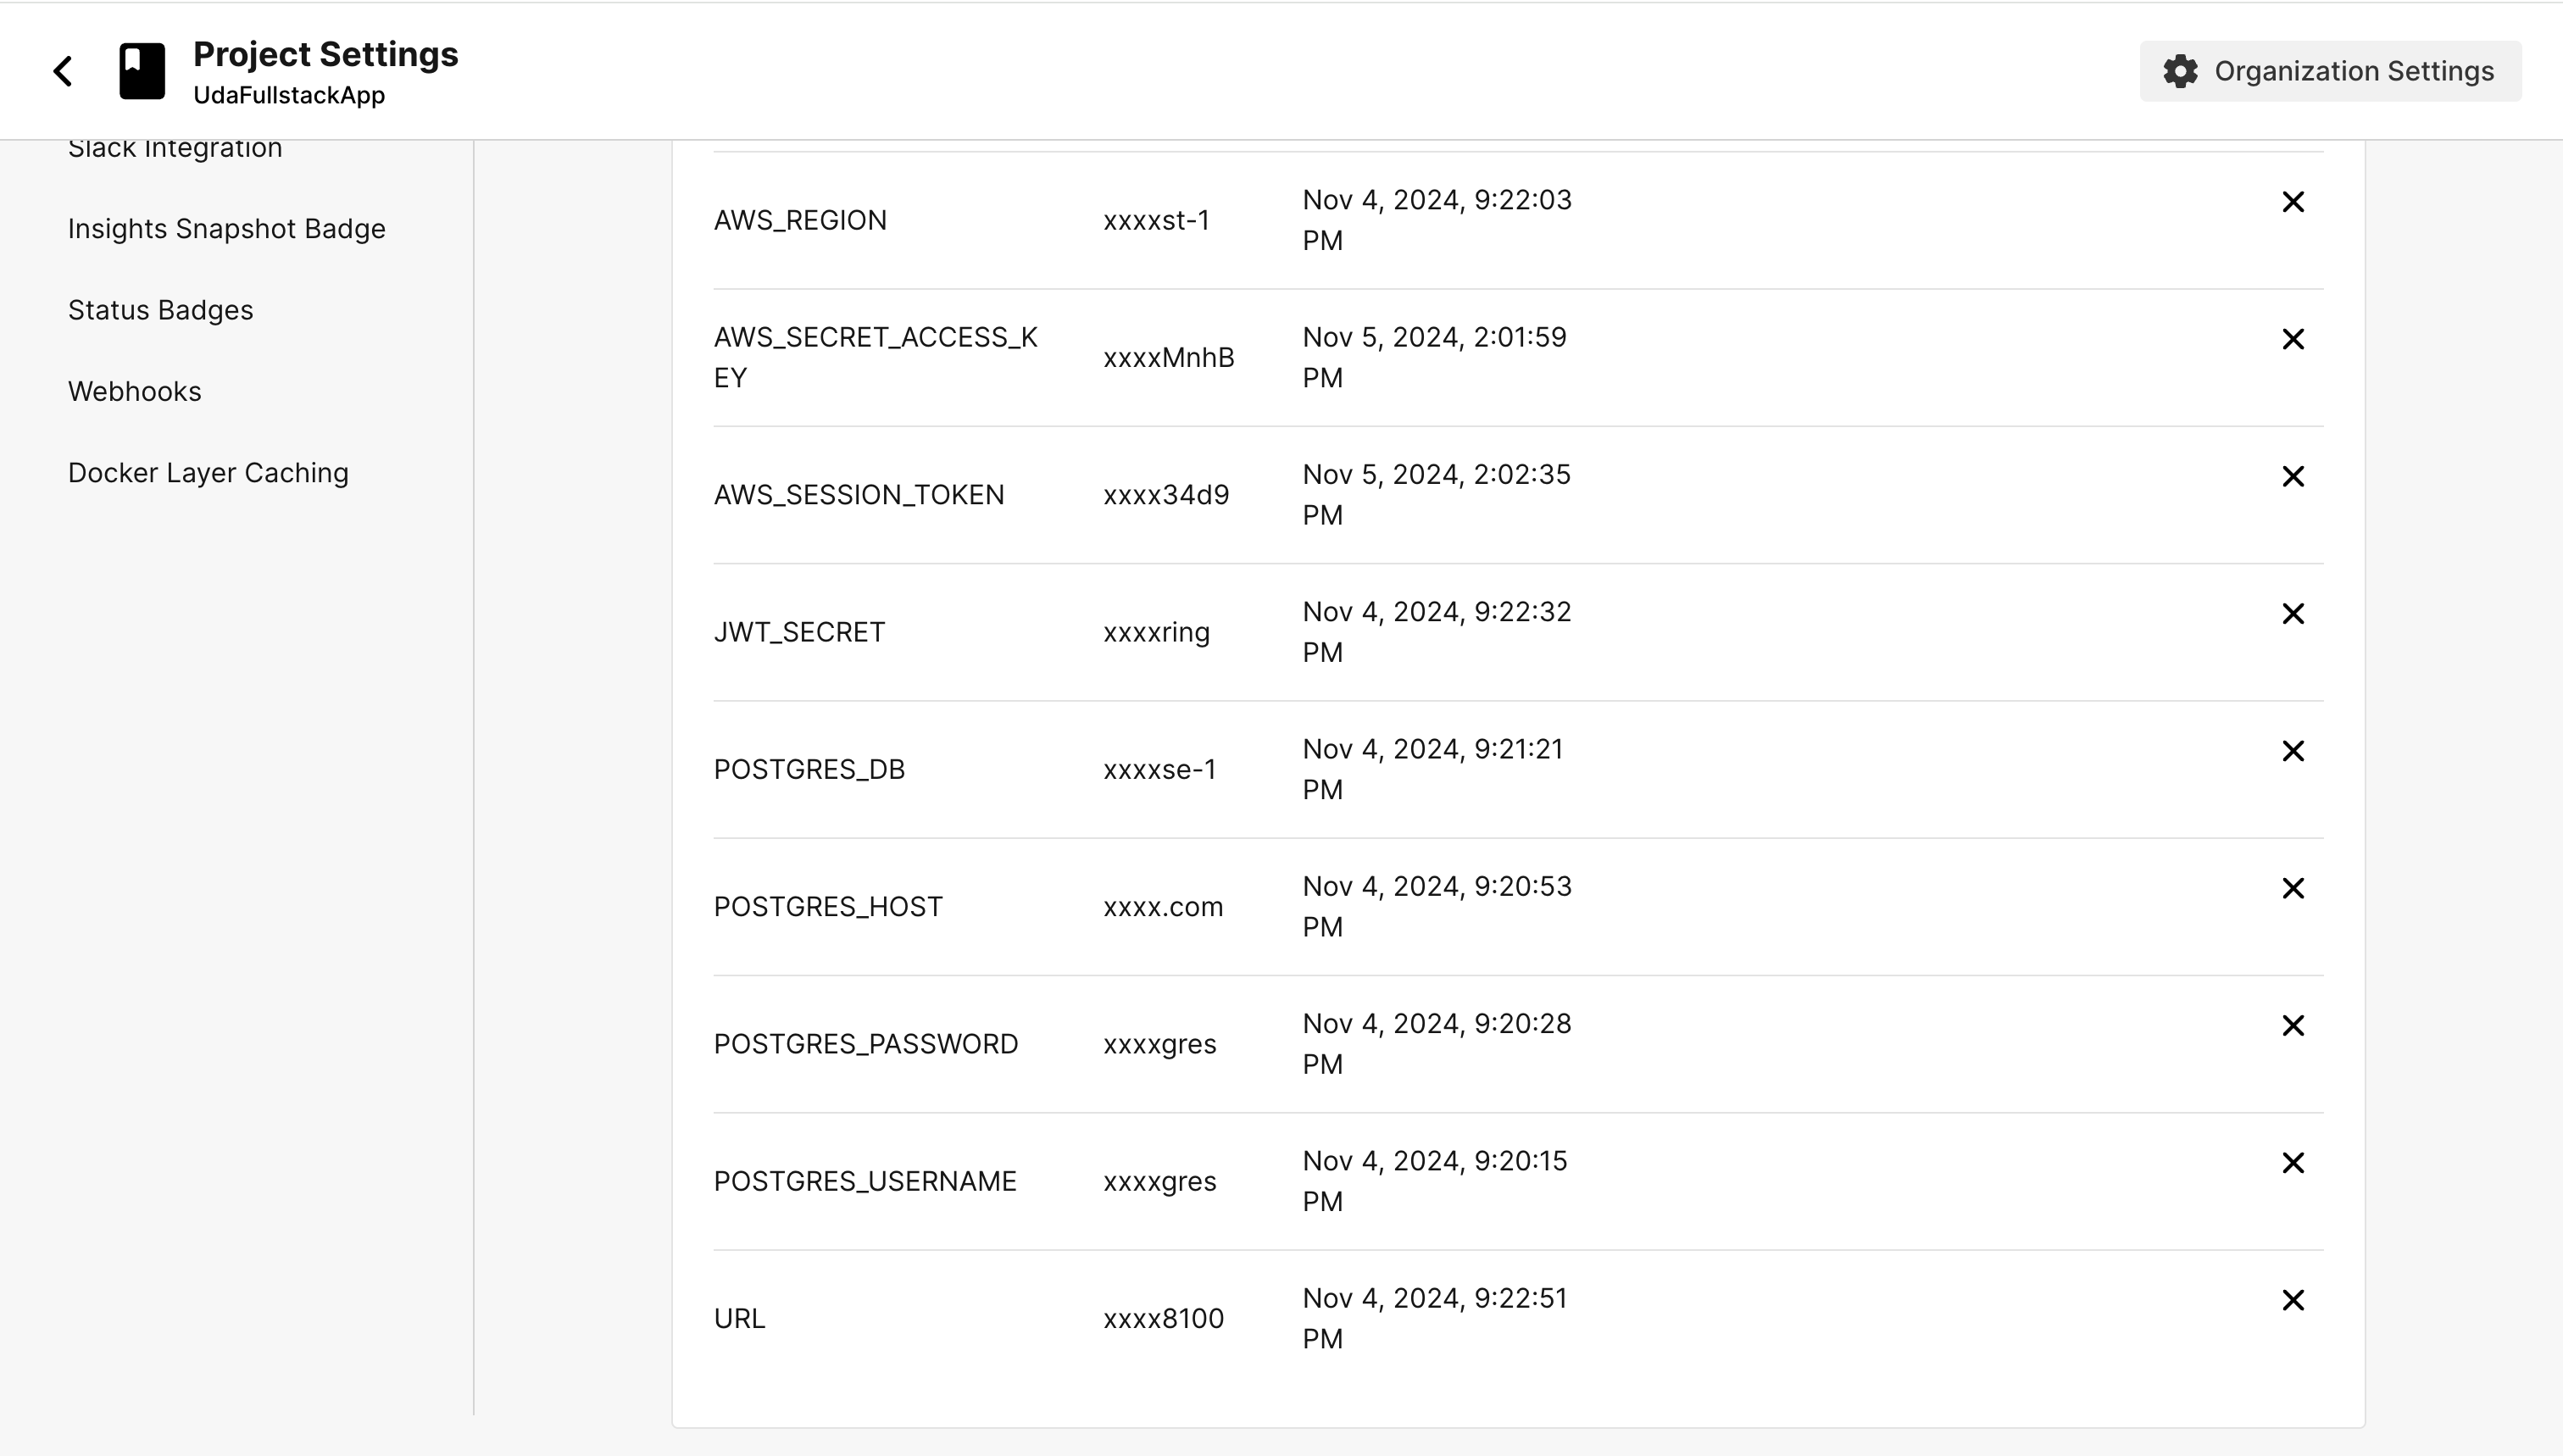 Project Settings
UdaFullstackApp
Organization Settings
Slack Integration
Insights Snapshot Badge
Status Badges
Webhooks
Docker Layer Caching
AWS_REGION xxxxst-1 Nov 4, 2024, 9:22:03
PM
AWS_SECRET_ACCESS_K
EY xxxxMnhB Nov 5, 2024, 2:01:59
PM
AWS_SESSION_TOKEN xxxx34d9 Nov 5, 2024, 2:02:35
PM
JWT_SECRET xxxxring Nov 4, 2024, 9:22:32
PM
POSTGRES_DB xxxxse-1 Nov 4, 2024, 9:21:21
PM
POSTGRES_HOST xxxx.com Nov 4, 2024, 9:20:53
PM
POSTGRES_PASSWORD xxxxgres Nov 4, 2024, 9:20:28
PM
POSTGRES_USERNAME xxxxgres Nov 4, 2024, 9:20:15
PM
URL xxxx8100 Nov 4, 2024, 9:22:51
PM